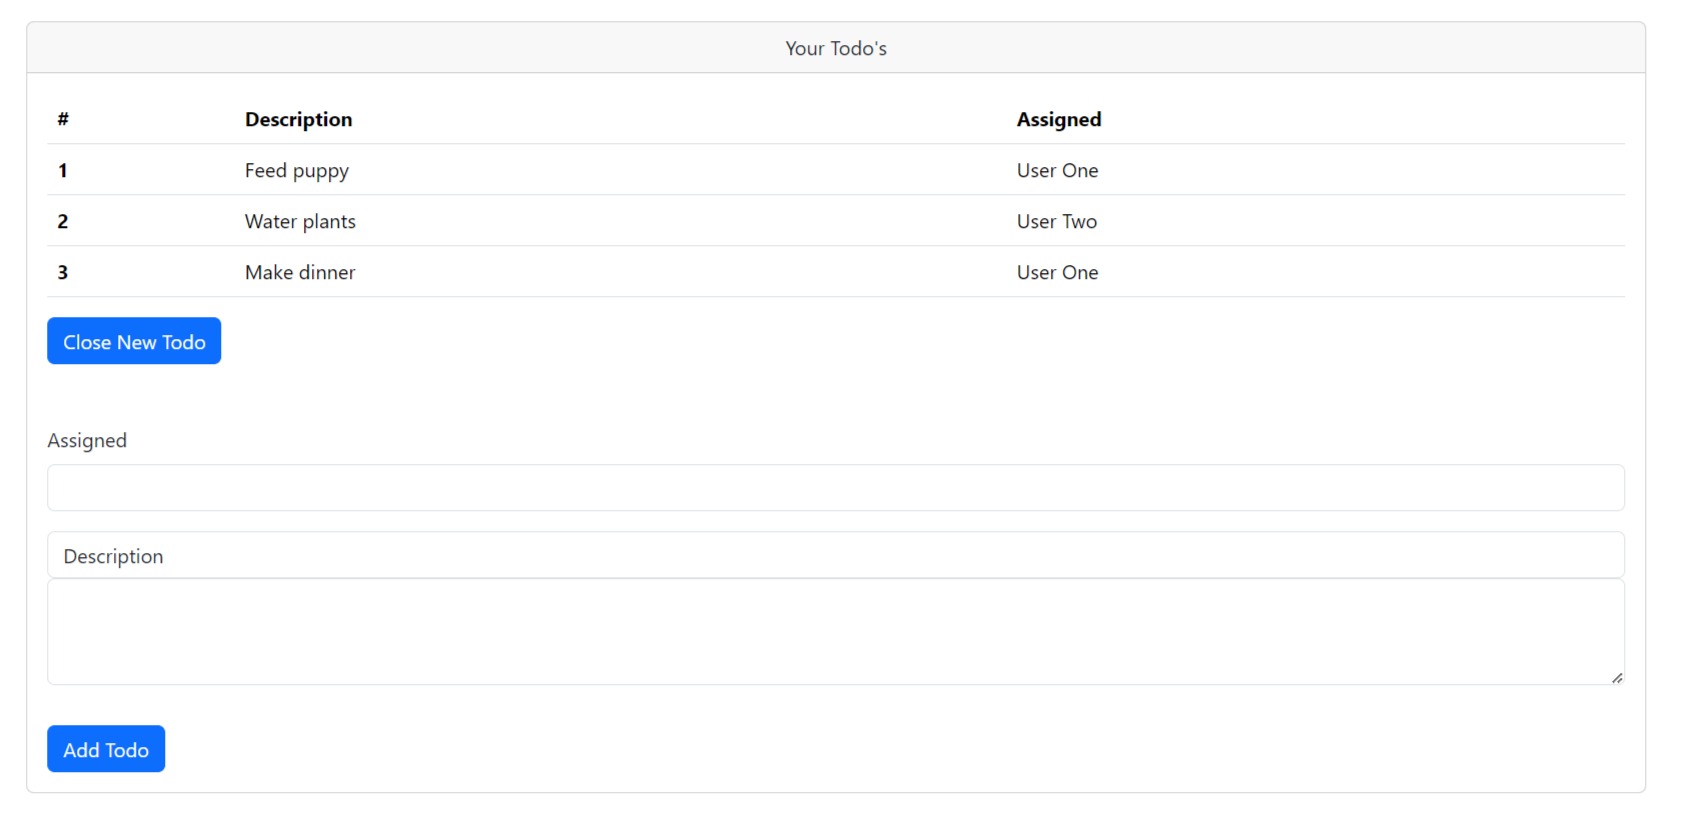 Your Todo's
# Description Assigned
1 Feed puppy User One
2 Water plants User Two
3 Make dinner User One
Close New Todo
Assigned
Description
Add Todo